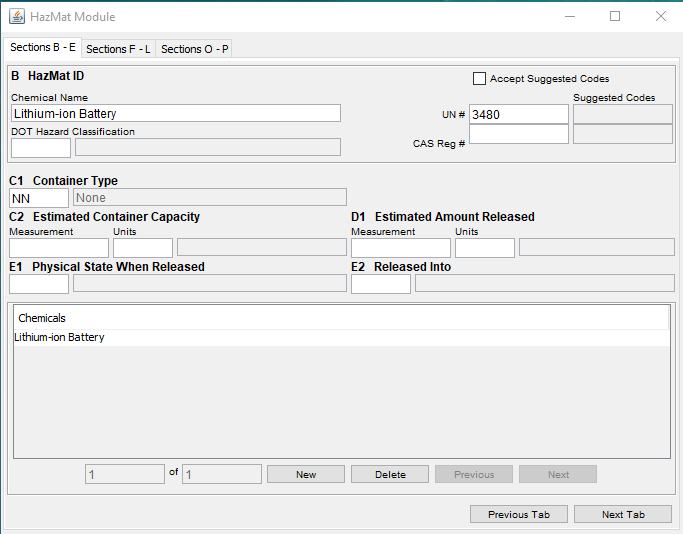 HazMat Module
Sections B - E Sections F - L Sections O - P
B HazMat ID Accept Suggested Codes
Chemical Name Suggested Codes
Lithium-ion Battery UN # 3480
DOT Hazard Classification
CAS Reg #
C1 Container Type
NN None
C2 Estimated Container Capacity D1 Estimated Amount Released
Measurement Units Measurement Units
E1 Physical State When Released E2 Released Into
Chemicals
Lithium-ion Battery
1 of 1 New Delete Previous Next
Previous Tab Next Tab